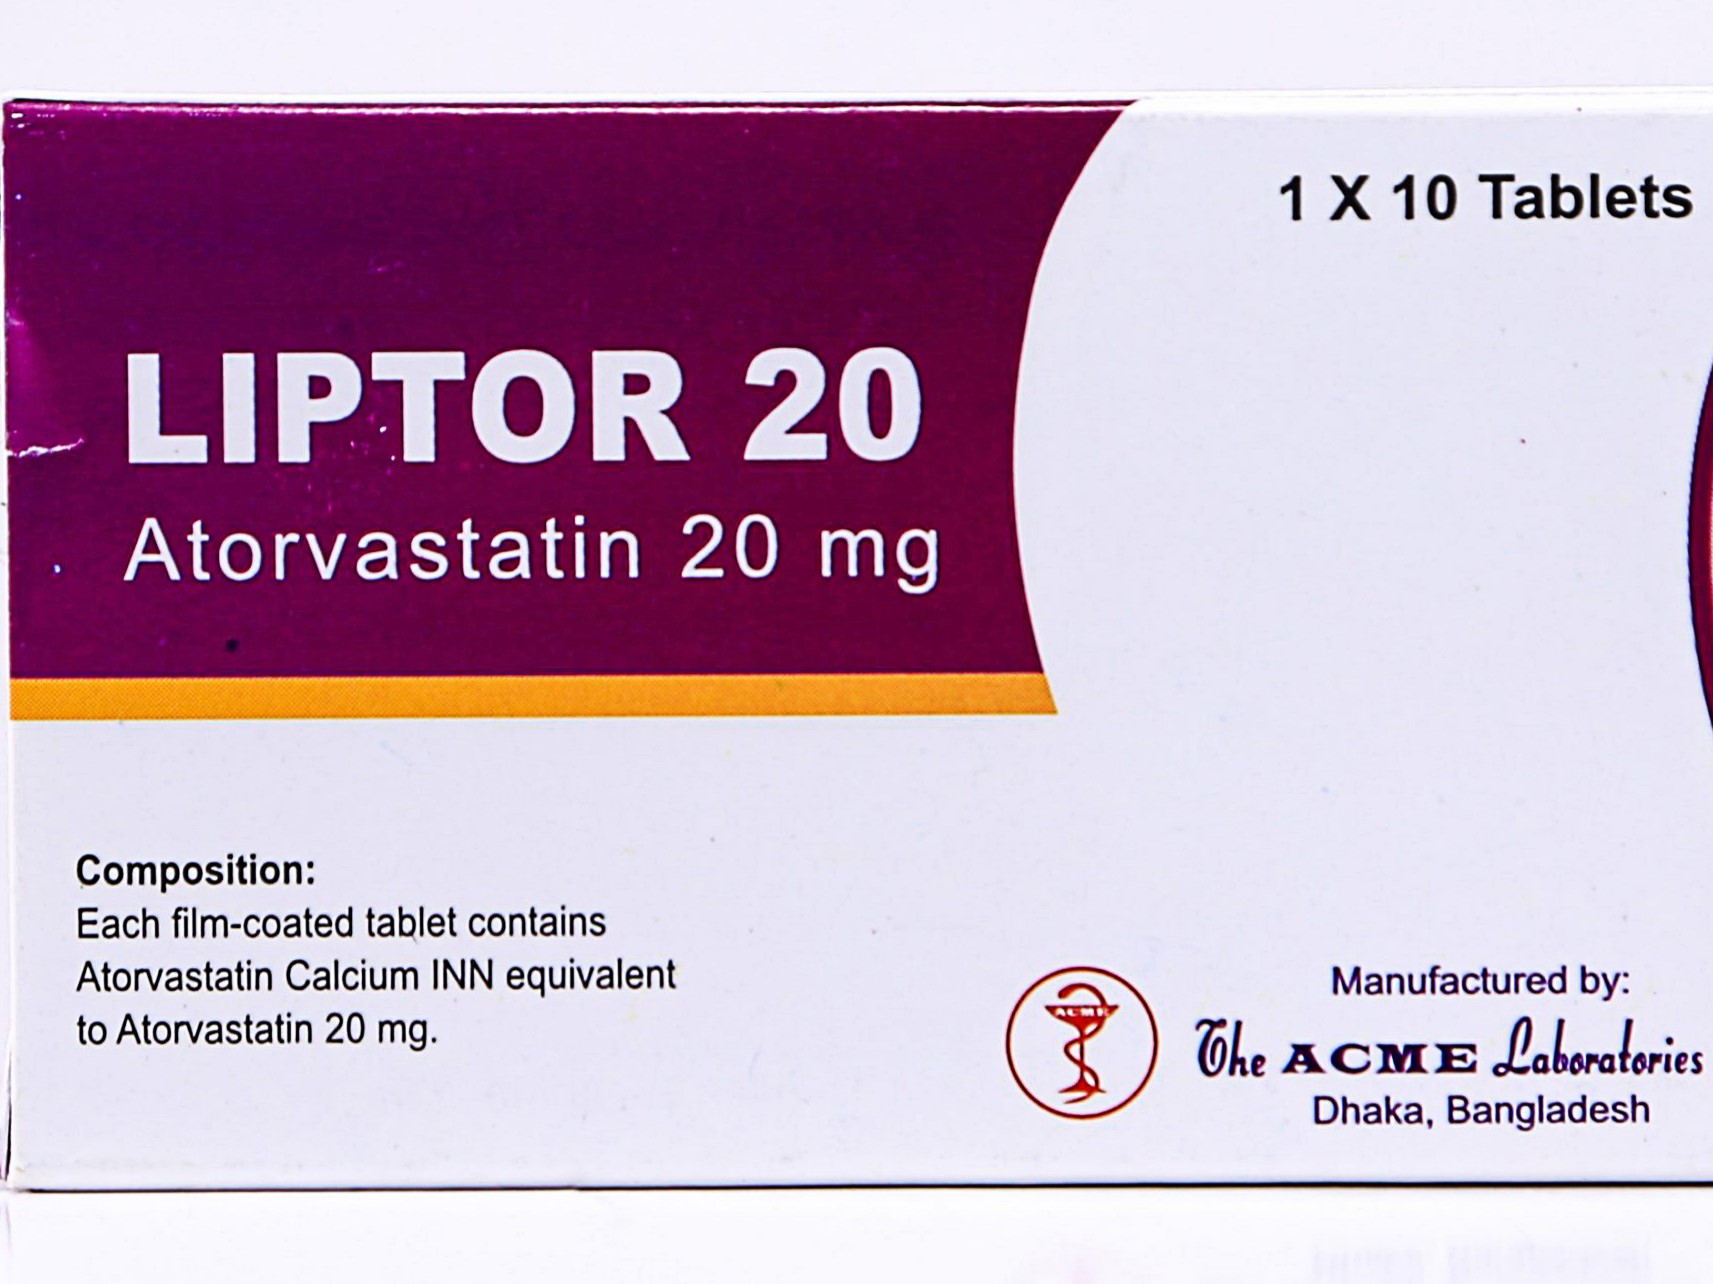 1 X 10 Tablets
LIPTOR 20
Atorvastatin 20 mg
Composition:
Each film-coated tablet contains
Atorvastatin Calcium INN equivalent
to Atorvastatin 20 mg.
ACME
Manufactured by:
The ACME Laboratories
Dhaka, Bangladesh